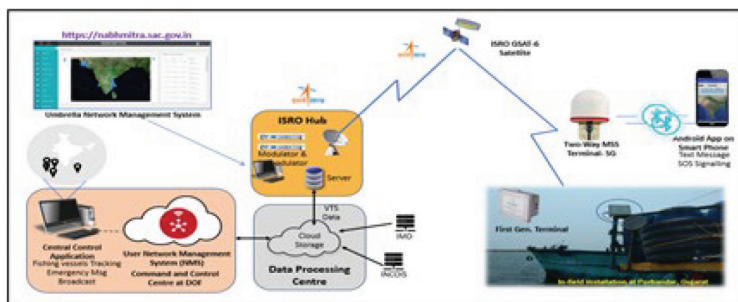 https://nabhmitra.sac.gov.in
Umbrella Network Management System
ISRO GSAT-6
Satellite
ISRO Hub
Modulator &
Server
VTS
Data
Cloud
Storage
Data Processing
Centre
IMO
INCOIS
Central Control
Application
Fishing vessels Tracking
Emergency Msg
Broadcast
User Network Management
System (NMS)
Command and Control
Centre at DOF
Two-Way MSS
Terminal- SG
Android App on
Smart Phone
Text Message
SOS Signalling
First Gen. Terminal
In-field Installation at Porbandar, Gujarat